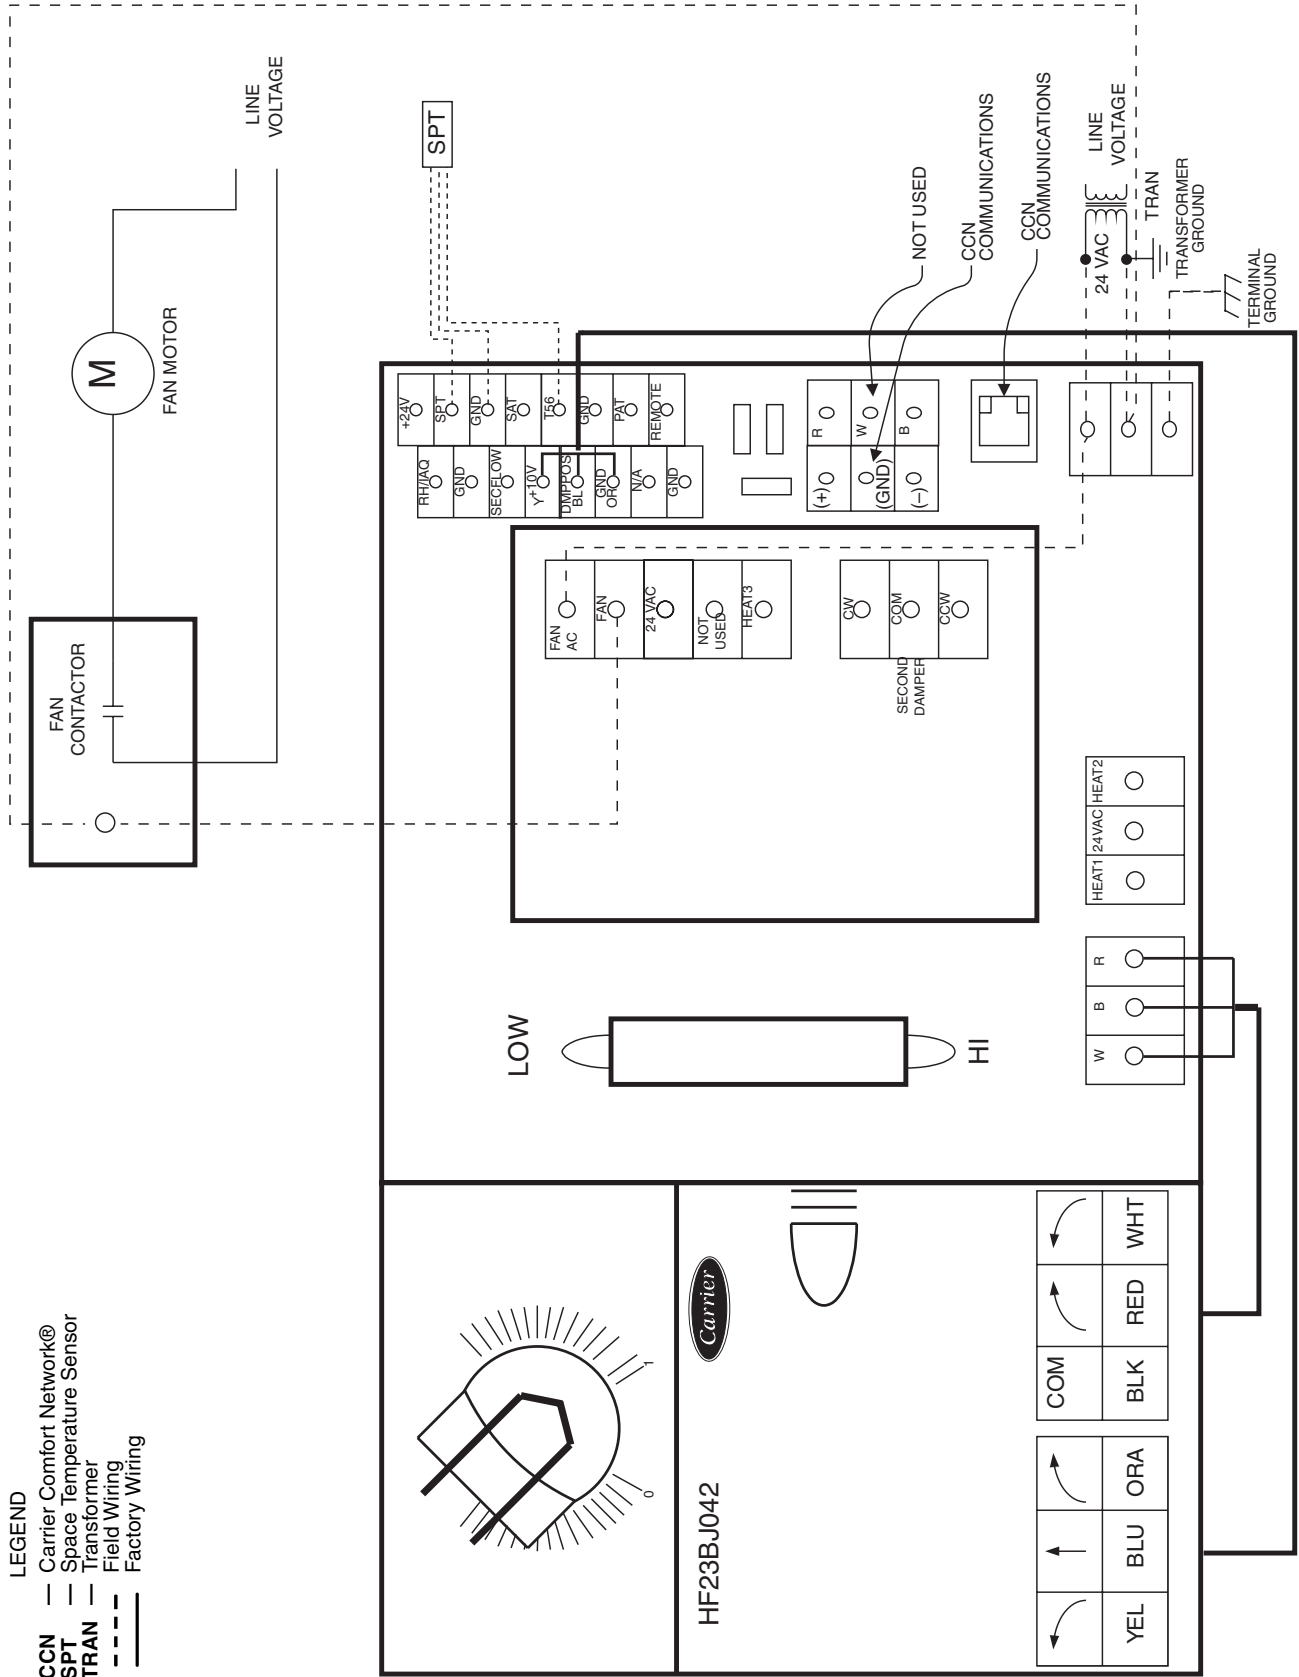 LEGEND
CCN — Carrier Comfort Network®
SPT — Space Temperature Sensor
TRAN — Transformer
Field Wiring
Factory Wiring
FAN
CONTACTOR
M
FAN MOTOR
LINE
VOLTAGE
SPT
+24V
SPT
GND
SAT
T56
GND
PAT
REMOTE
RH/IAQ
GND
SECFLOW
+10V
Y
DMPPOS
BL
GND
OR
N/A
GND
FAN
AC
FAN
24 VAC
NOT
USED
HEAT3
CW
COM
CCW
SECOND
DAMPER
R
W
B
(+)
(GND)
(–)
NOT USED
CCN
COMMUNICATIONS
CCN
COMMUNICATIONS
LINE
VOLTAGE
24 VAC
TRAN
TRANSFORMER
GROUND
TERMINAL
GROUND
HEAT1
24VAC
HEAT2
W
B
R
LOW
HI
0
1
Carrier
HF23BJ042
COM
YEL
BLU
ORA
BLK
RED
WHT